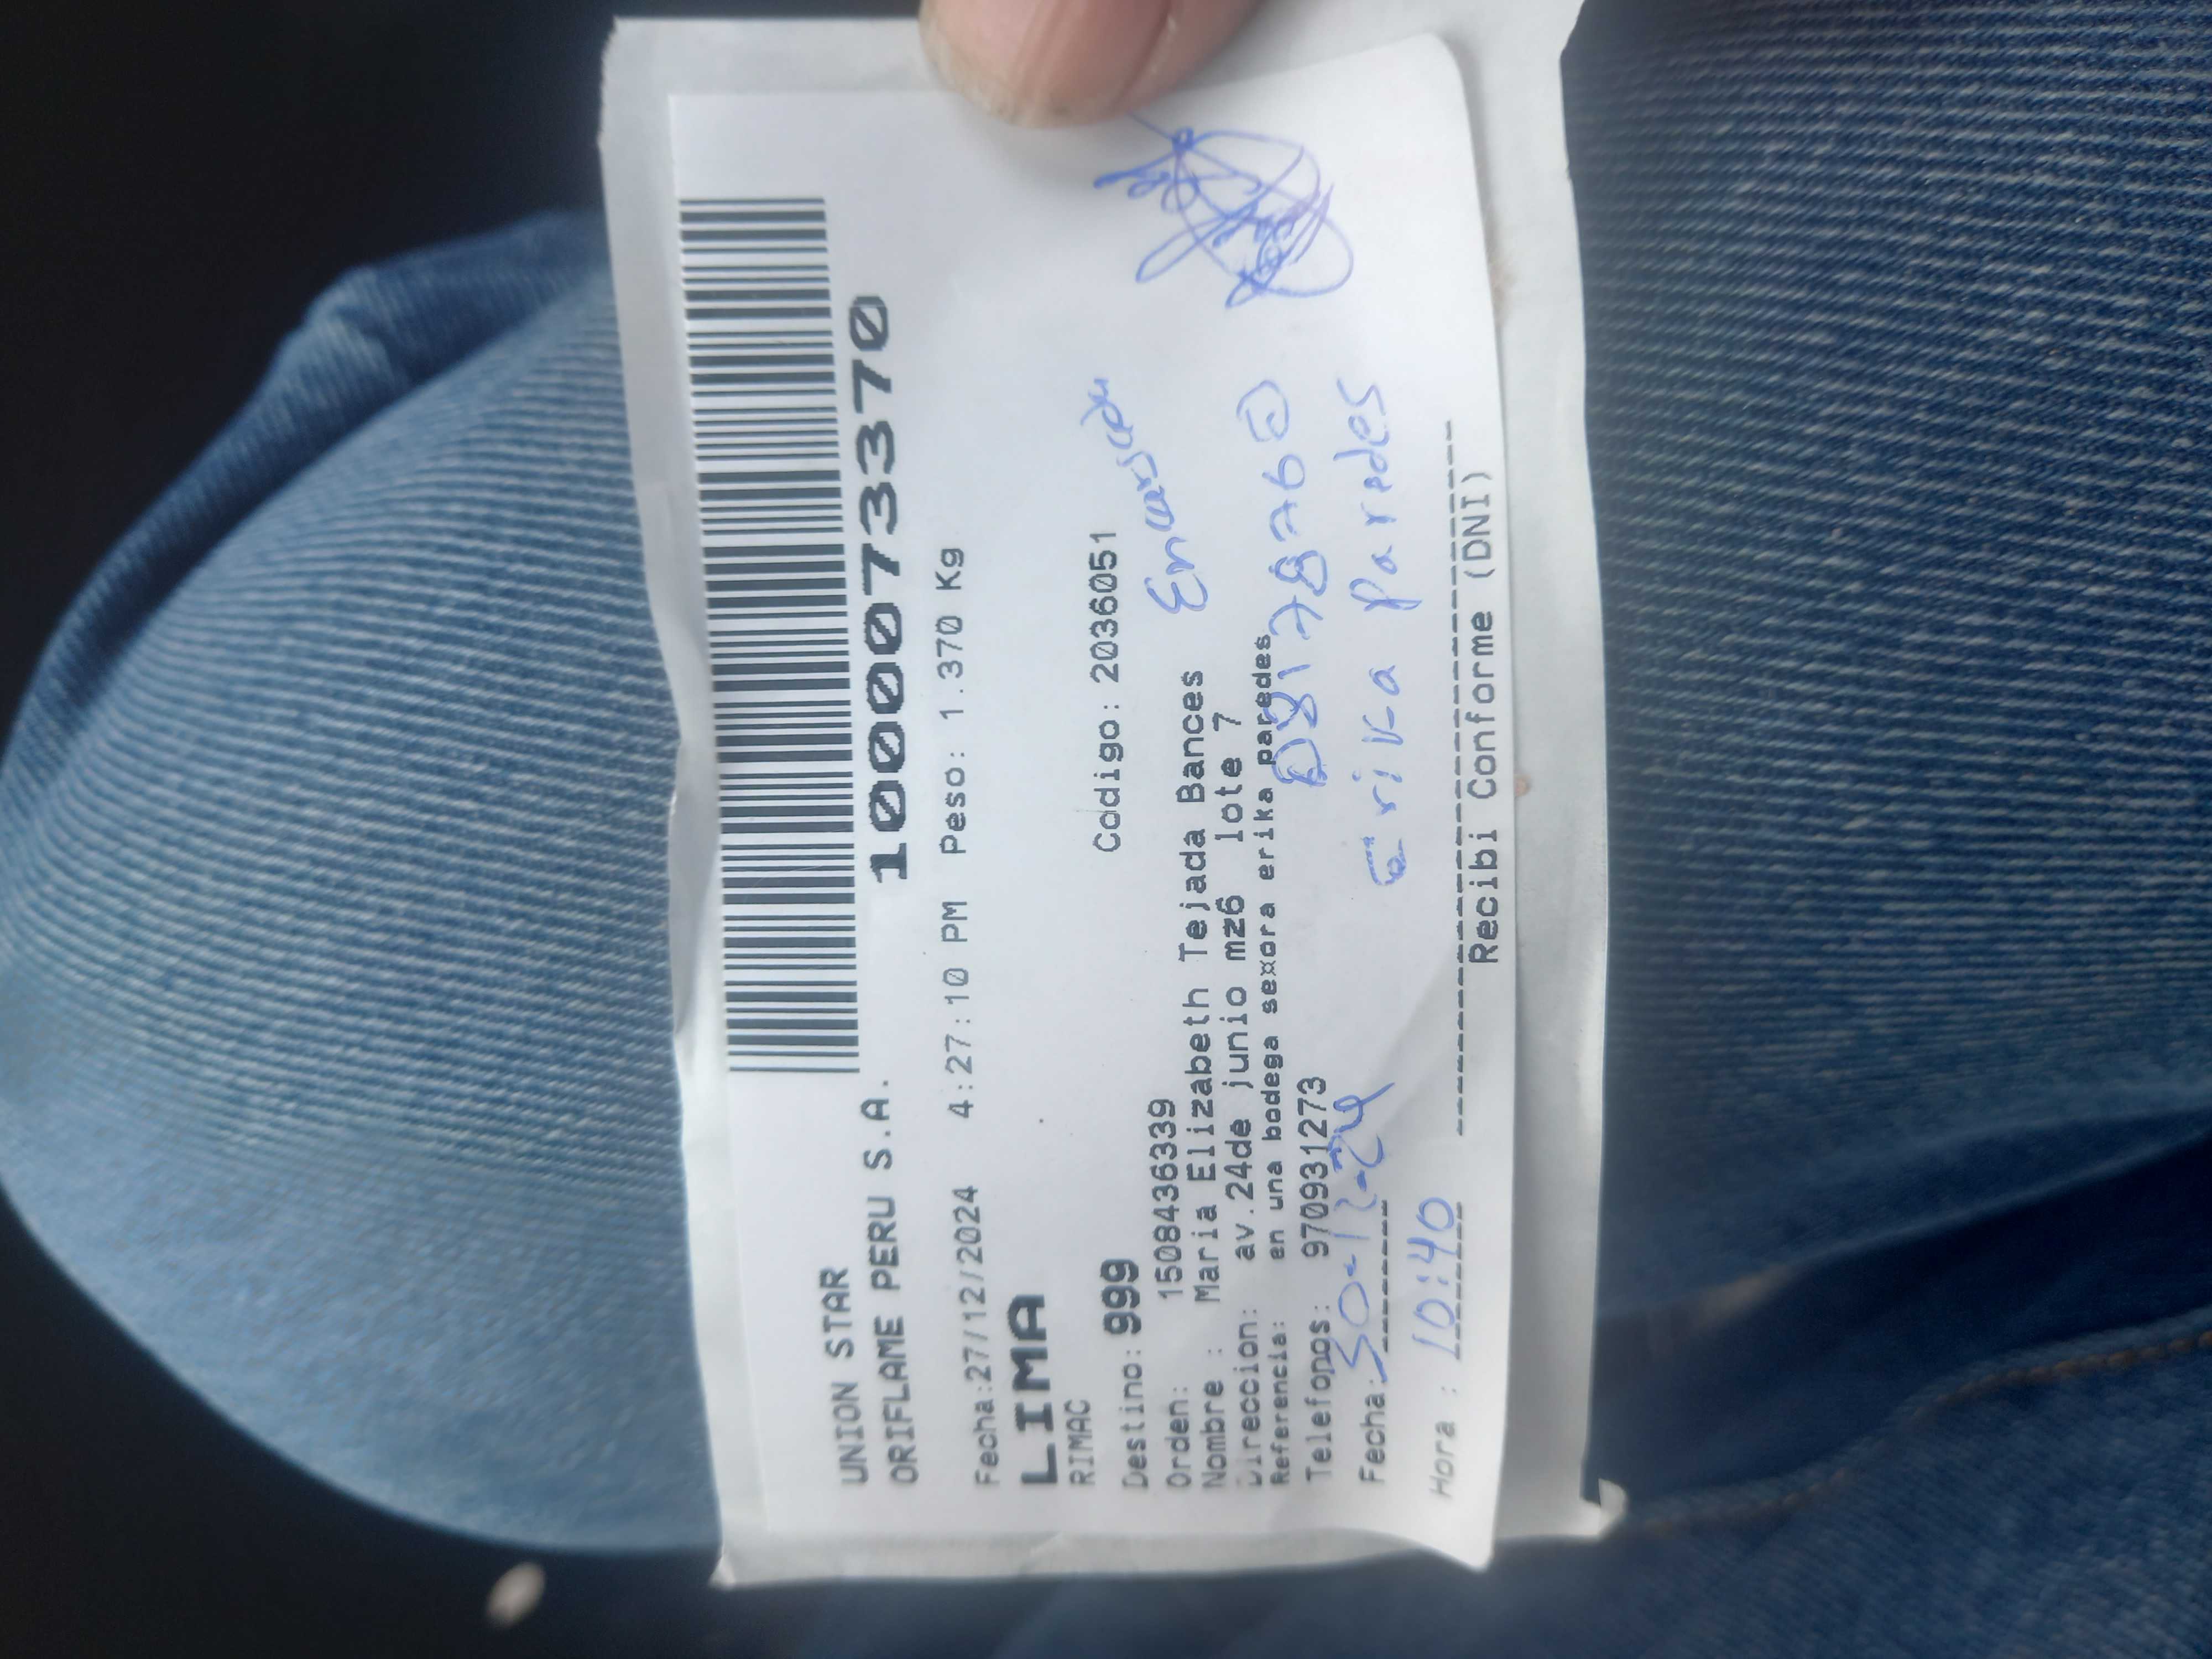 UNION STAR
ORIFLAME PERU S.A.
10000733370
Fecha:27/12/2024 4:27:10 PM Peso: 1.370 Kg
LIMA
RIMAC
Destino: 999 Codigo: 2036051
Orden: 1508436339
Nombre : Maria Elizabeth Tejada Bances
Direccion: av.24de junio mz6 lote 7
Referencia: en una bodega sexora erika paredes
Telefonos: 970931273
Fecha: 30-12-24
Erika Paredes
Hora : 10:40
Recibi Conforme (DNI)